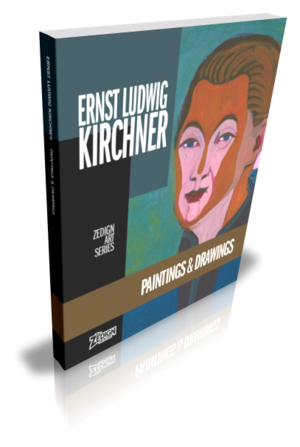 ERNST LUDWIG KIRCHNER PAINTINGS & DRAWINGS
ERNST LUDWIG
KIRCHNER
ZEDIGN
ART
SERIES
PAINTINGS & DRAWINGS
ZEDIGN